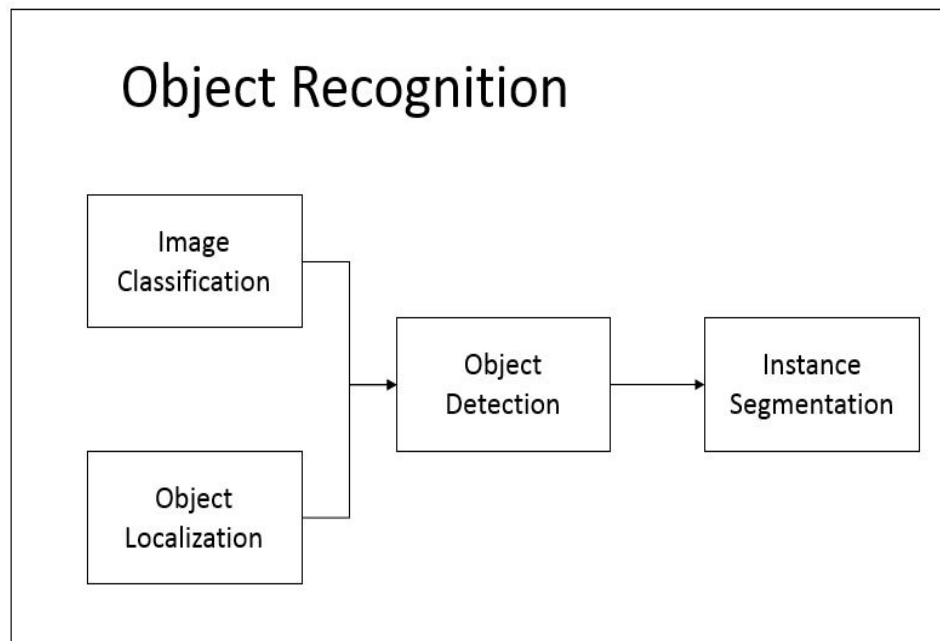 Object Recognition
Image
Classification
Object
Detection
Instance
Segmentation
Object
Localization